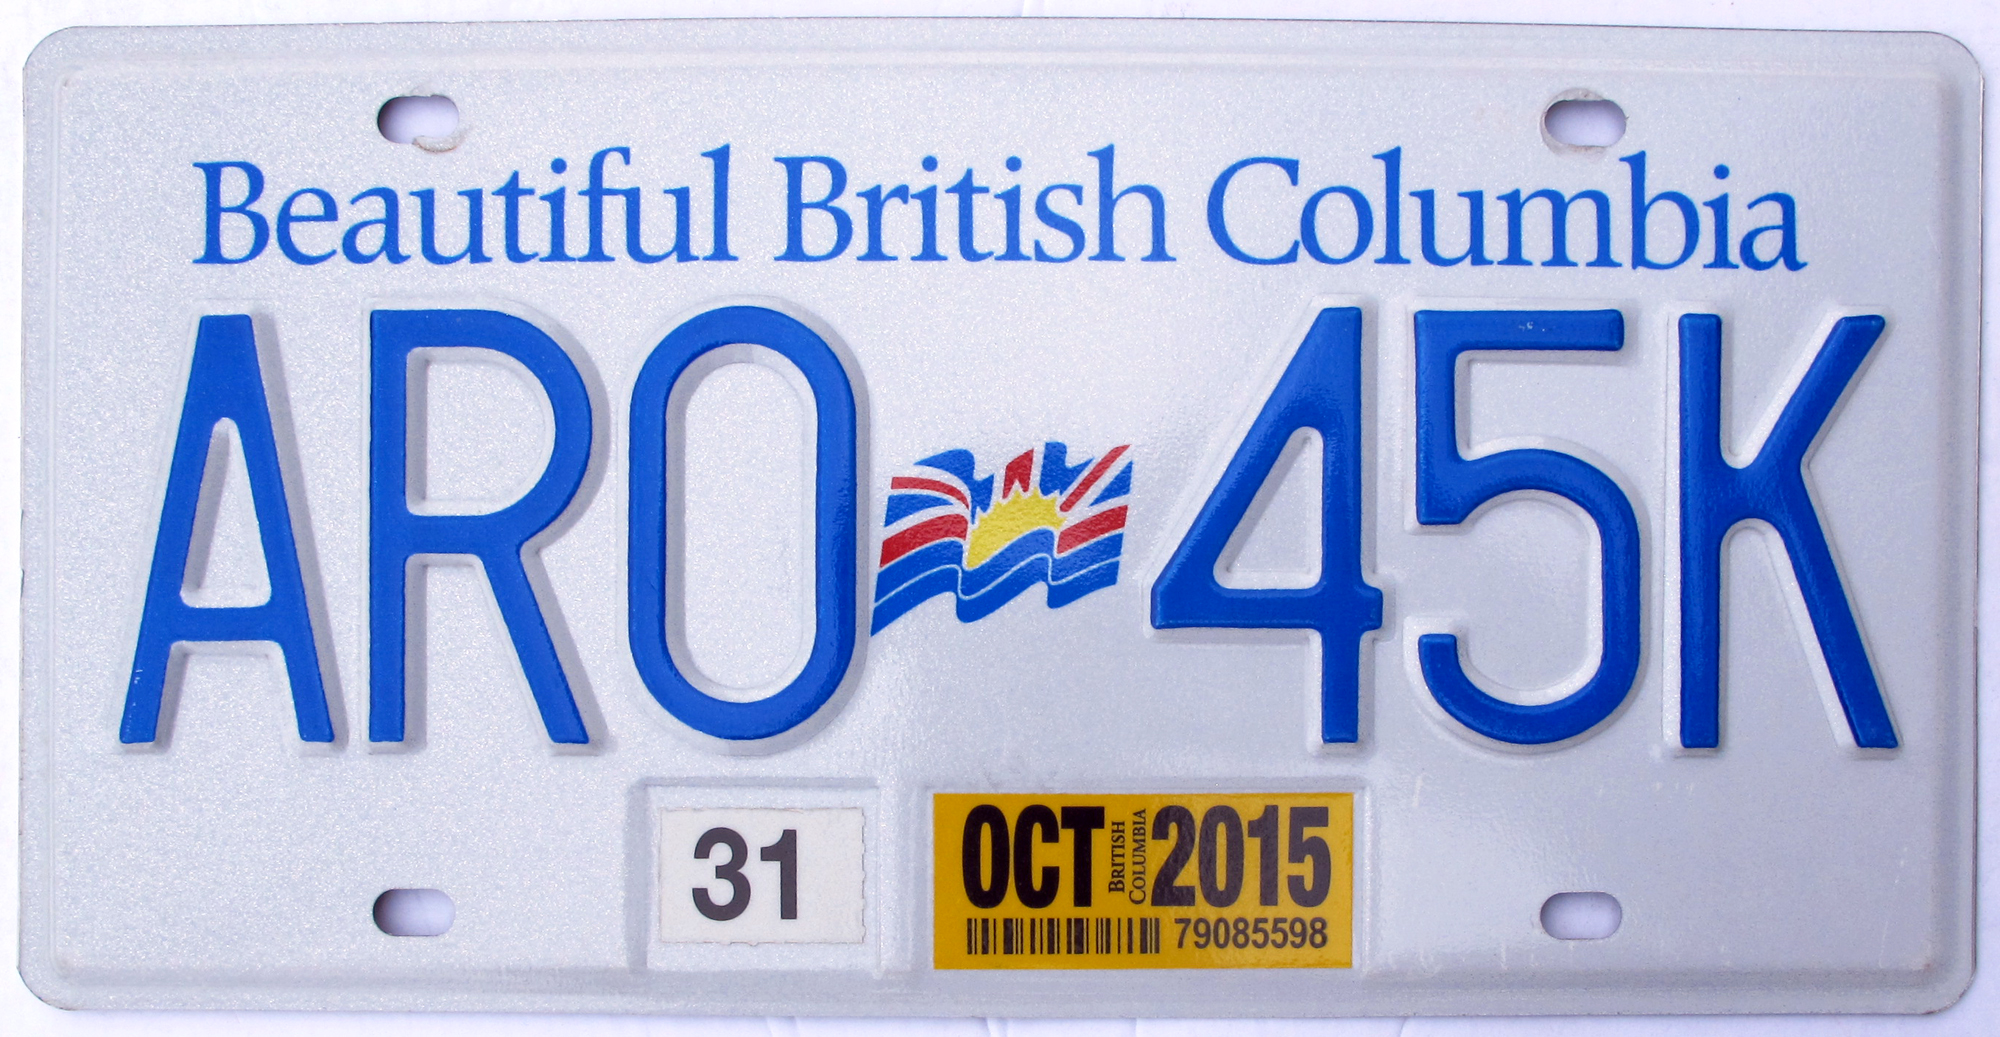 Beautiful British Columbia
ARO 45K
31
OCT BRITISH COLUMBIA 2015
79085598